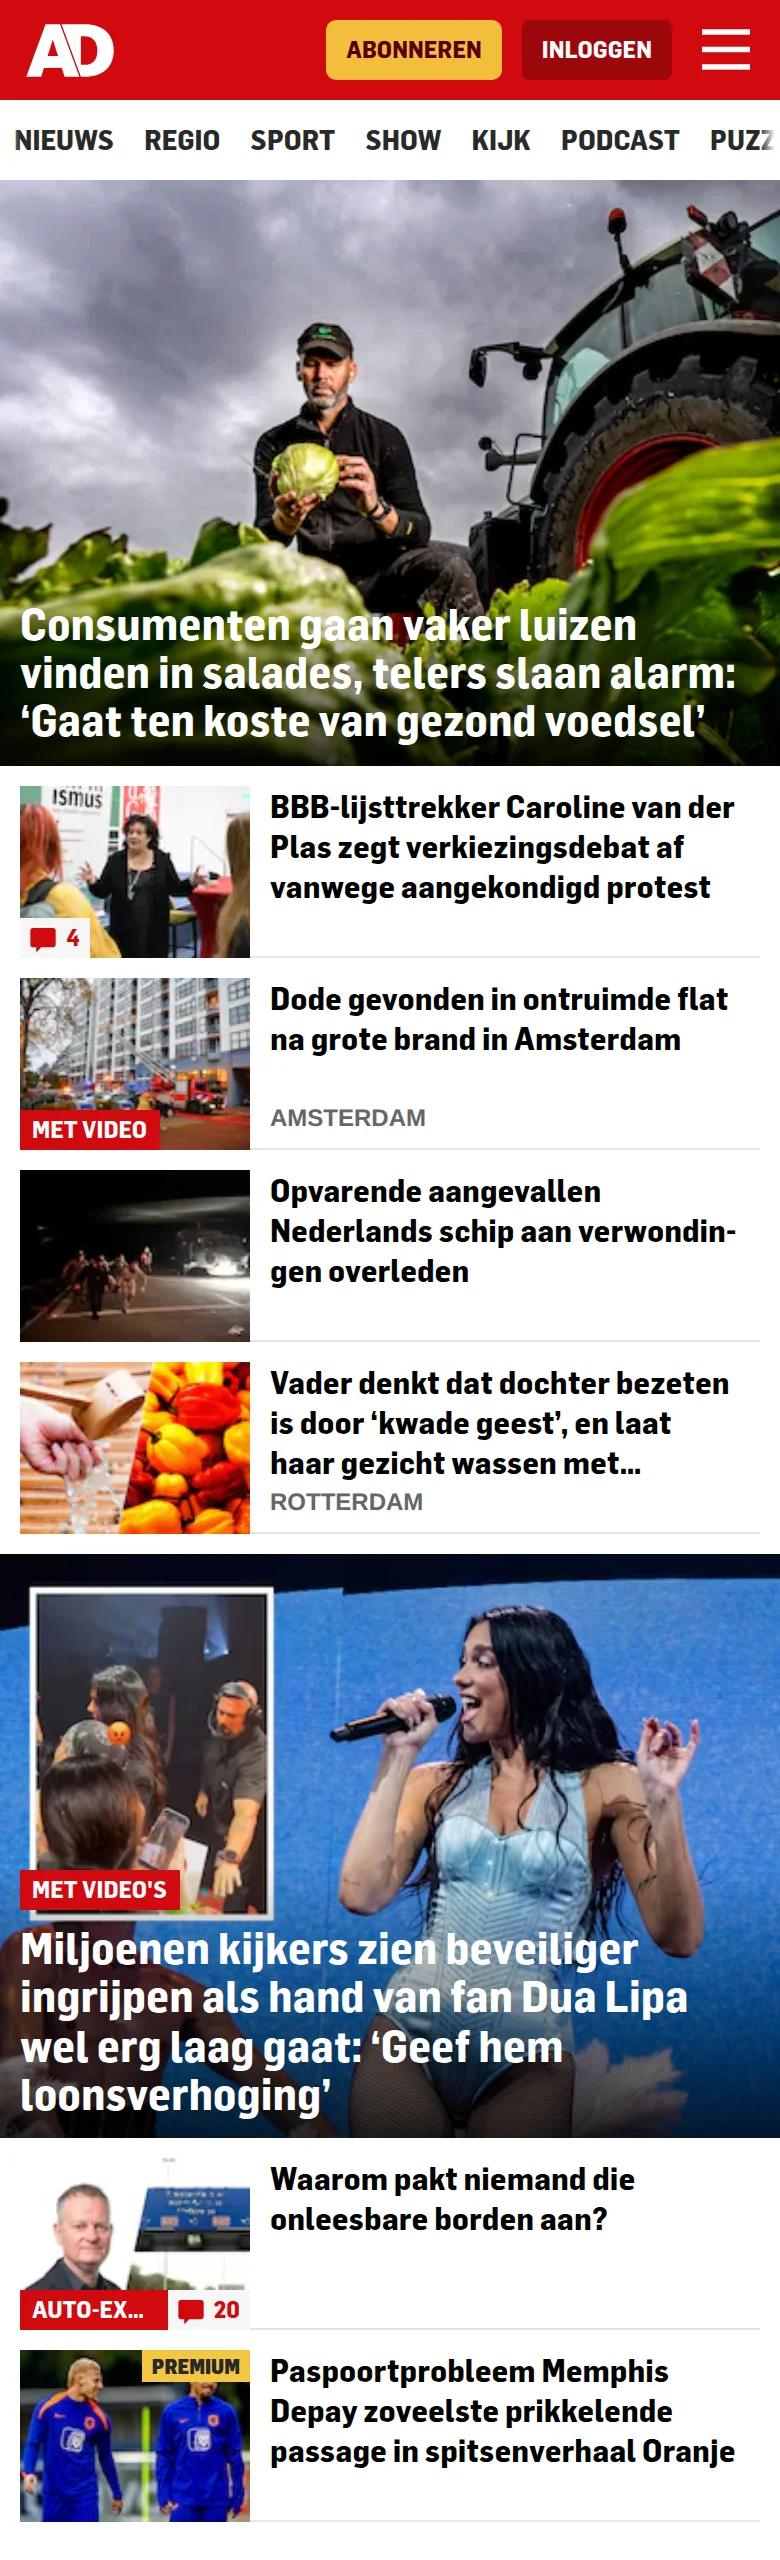 AD
ABONNEREN
INLOGGEN
NIEUWS REGIO SPORT SHOW KIJK PODCAST PUZZ
Consumenten gaan vaker luizen
vinden in salades, telers slaan alarm:
‘Gaat ten koste van gezond voedsel’
ismus
4
BBB-lijsttrekker Caroline van der
Plas zegt verkiezingsdebat af
vanwege aangekondigd protest
MET VIDEO
Dode gevonden in ontruimde flat
na grote brand in Amsterdam
AMSTERDAM
Opvarende aangevallen
Nederlands schip aan verwondin-
gen overleden
Vader denkt dat dochter bezeten
is door ‘kwade geest’, en laat
haar gezicht wassen met...
ROTTERDAM
MET VIDEO'S
Miljoenen kijkers zien beveiliger
ingrijpen als hand van fan Dua Lipa
wel erg laag gaat: ‘Geef hem
loonsverhoging’
AUTO-EX...
20
Waarom pakt niemand die
onleesbare borden aan?
PREMIUM
Paspoortprobleem Memphis
Depay zoveelste prikkelende
passage in spitsenverhaal Oranje